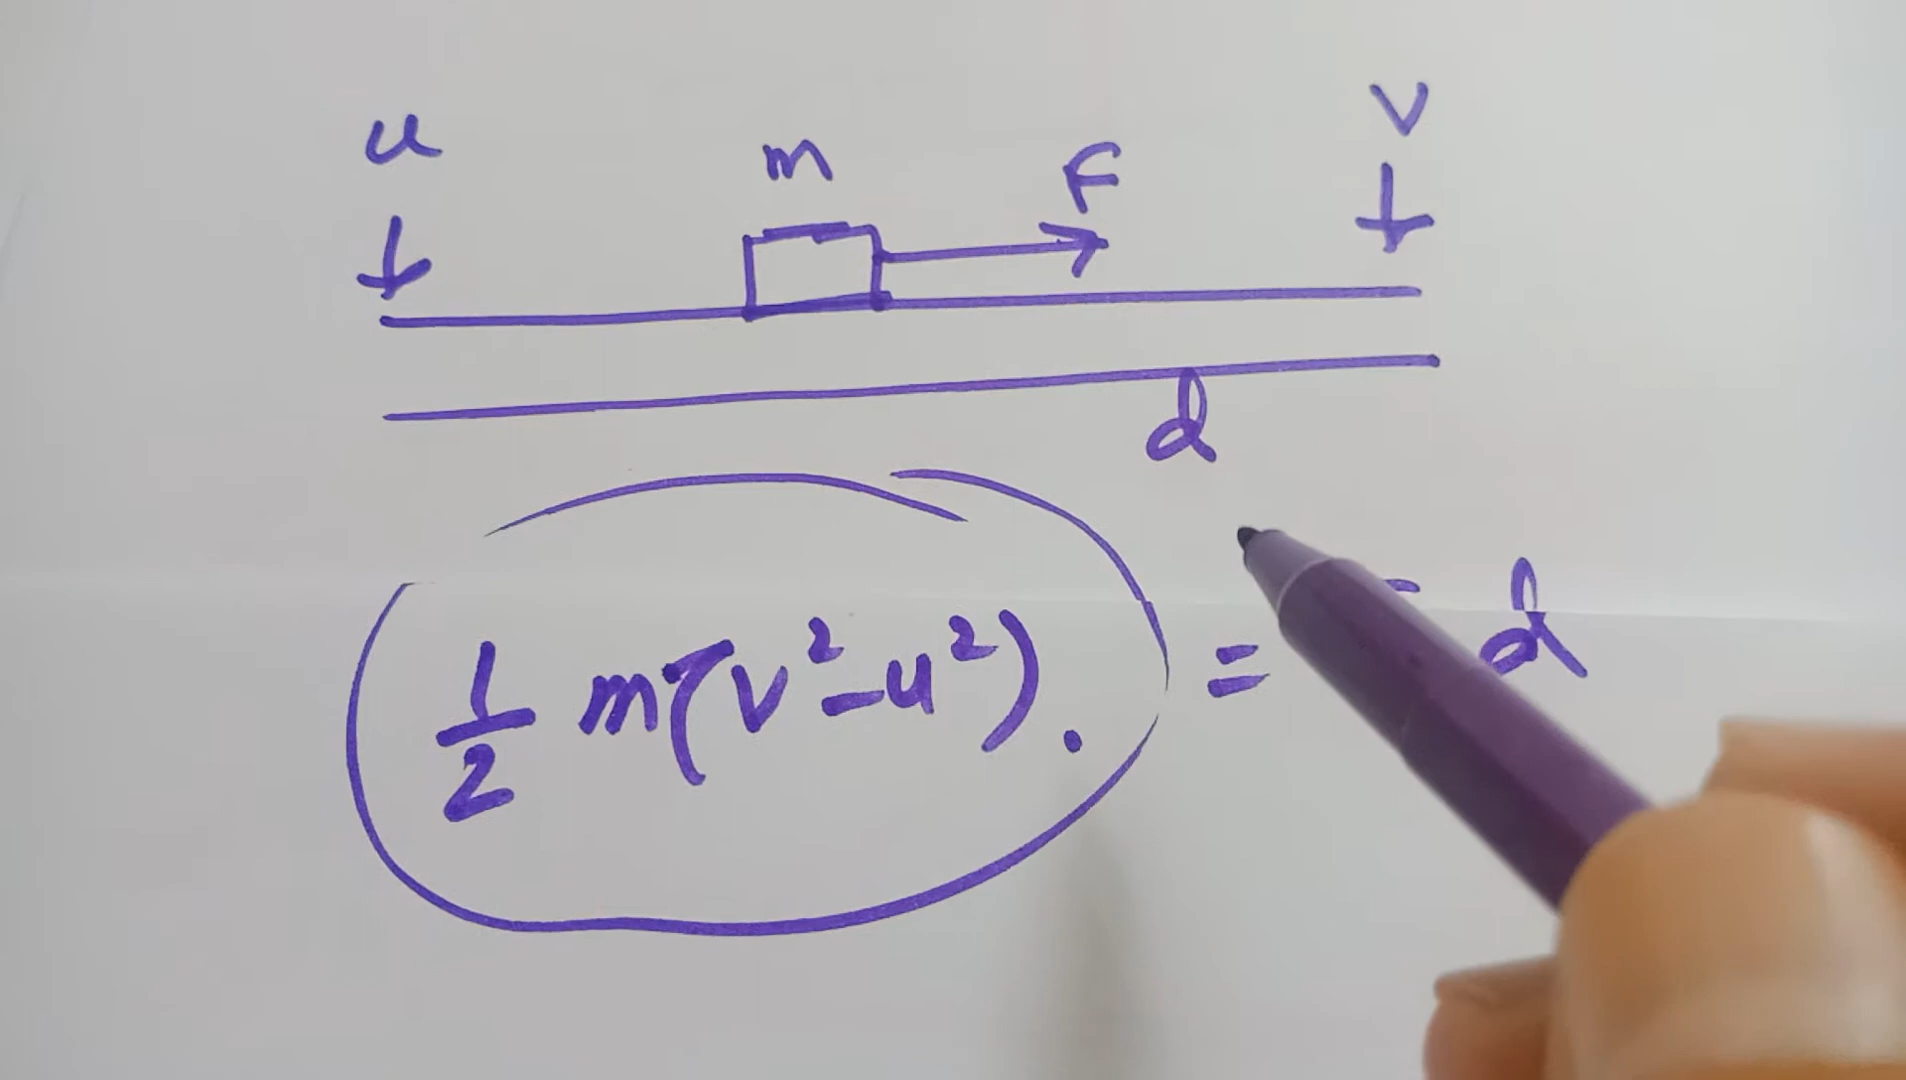 u m F v
d
1/2 m(v²-u²). = d